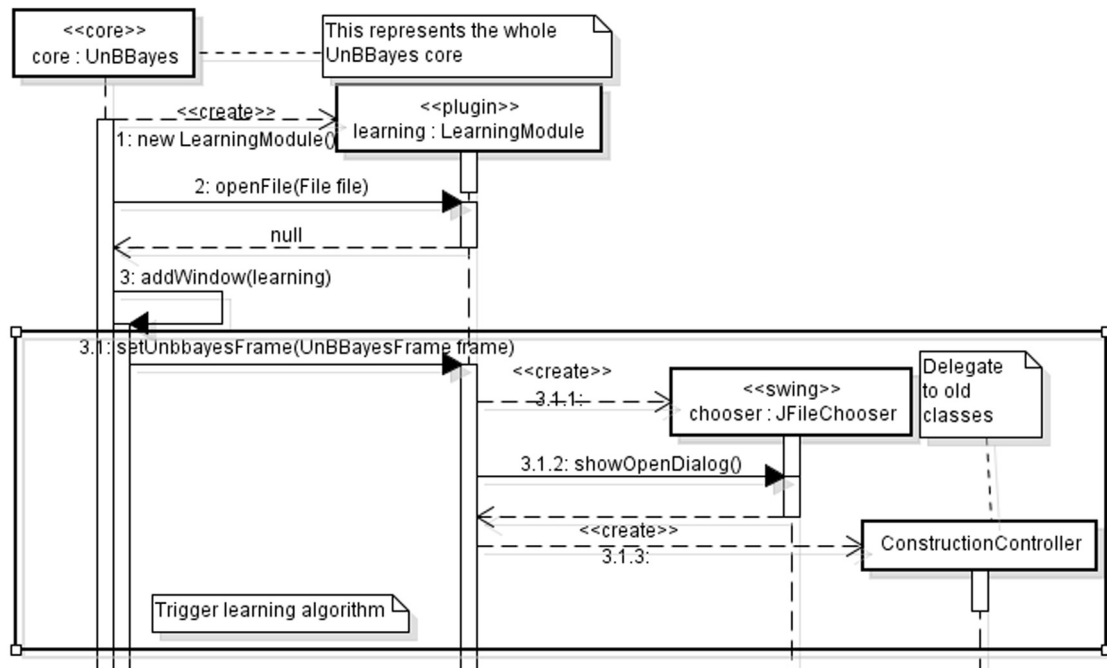 <<core>>
core : UnBBayes
This represents the whole
UnBBayes core
<<create>>
1: new LearningModule()
<<plugin>>
learning : LearningModule
2: openFile(File file)
null
3: addWindow(learning)
3.1: setUnbbayesFrame(UnBBayesFrame frame)
<<create>>
3.1.1:
<<swing>>
chooser : JFileChooser
Delegate
to old
classes
3.1.2: showOpenDialog()
<<create>>
3.1.3:
ConstructionController
Trigger learning algorithm